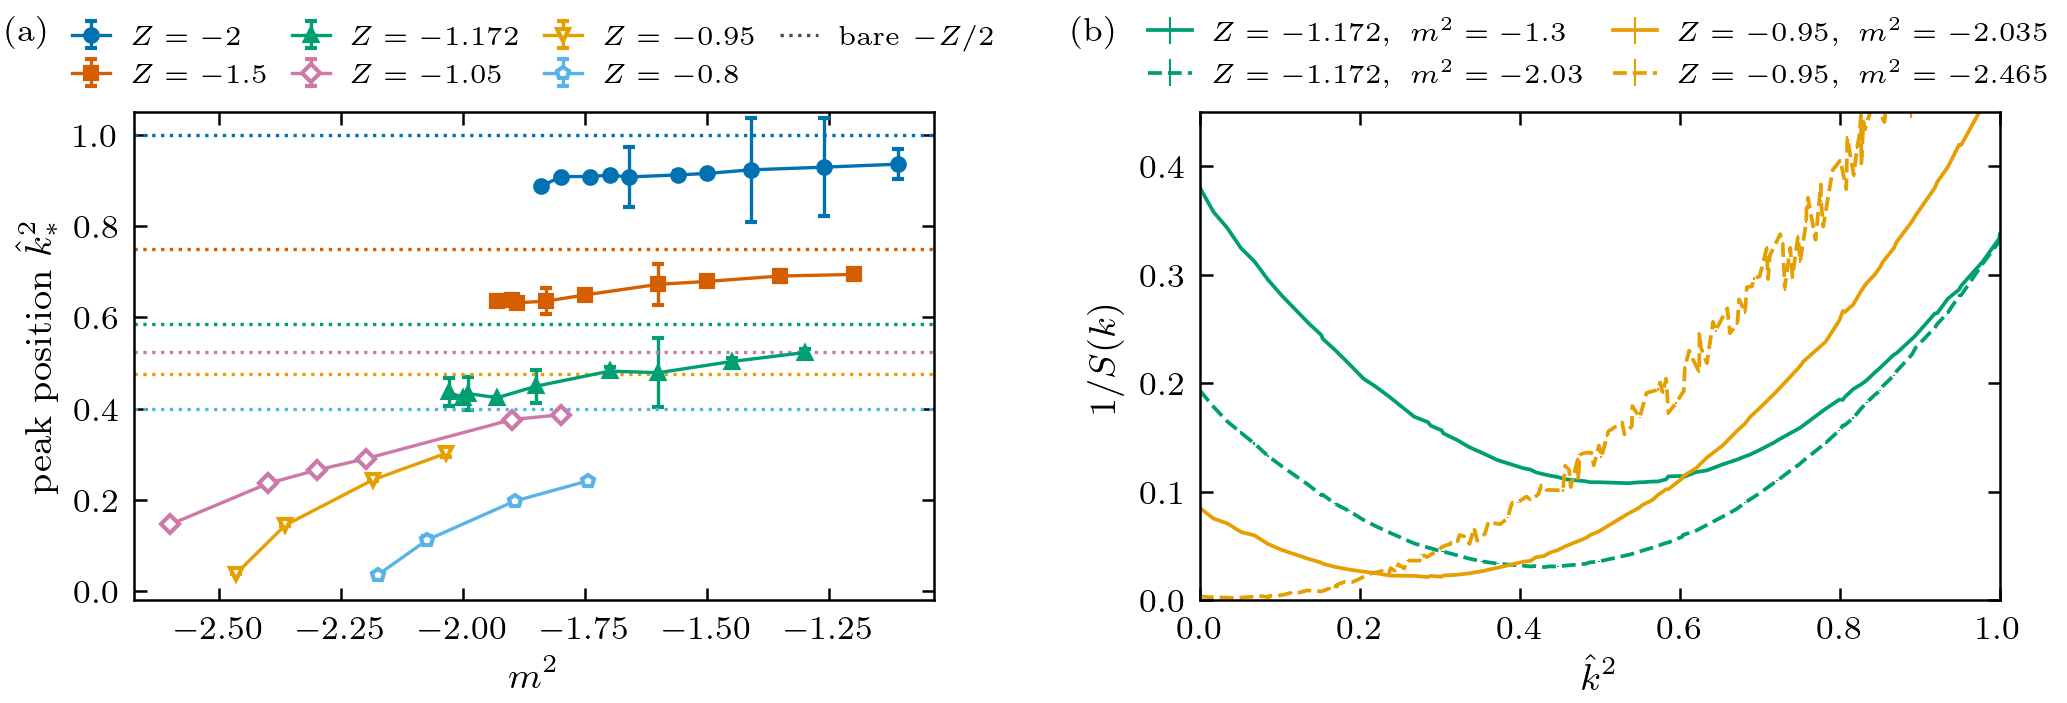 (a)
Z = −2
Z = −1.172
Z = −0.95
bare −Z/2
Z = −1.5
Z = −1.05
Z = −0.8
1.0
0.8
0.6
0.4
0.2
0.0
peak position k̂²∗
−2.50
−2.25
−2.00
−1.75
−1.50
−1.25
m²
(b)
Z = −1.172, m² = −1.3
Z = −0.95, m² = −2.035
Z = −1.172, m² = −2.03
Z = −0.95, m² = −2.465
0.4
0.3
0.2
0.1
0.0
1/S(k)
0.0
0.2
0.4
0.6
0.8
1.0
k̂²